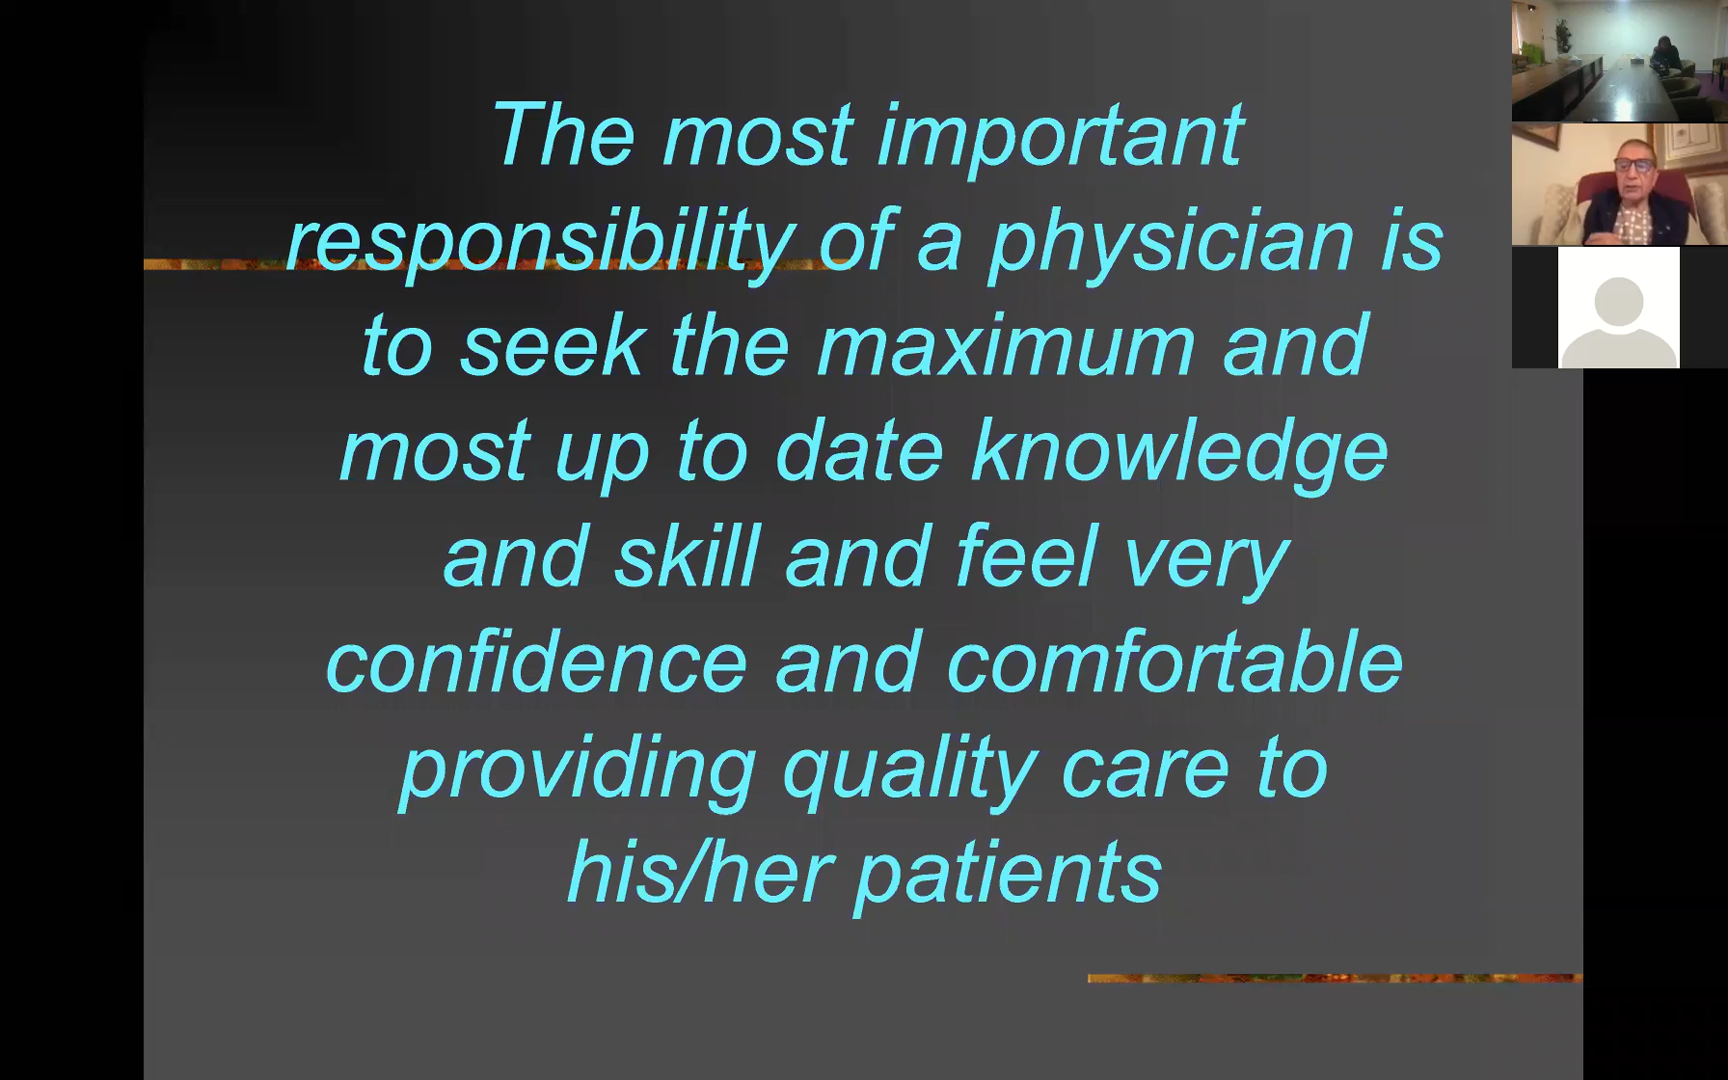 The most important
responsibility of a physician is
to seek the maximum and
most up to date knowledge
and skill and feel very
confidence and comfortable
providing quality care to
his/her patients